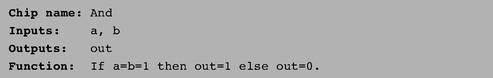 Chip name: And
Inputs: a, b
Outputs: out
Function: If a=b=1 then out=1 else out=0.